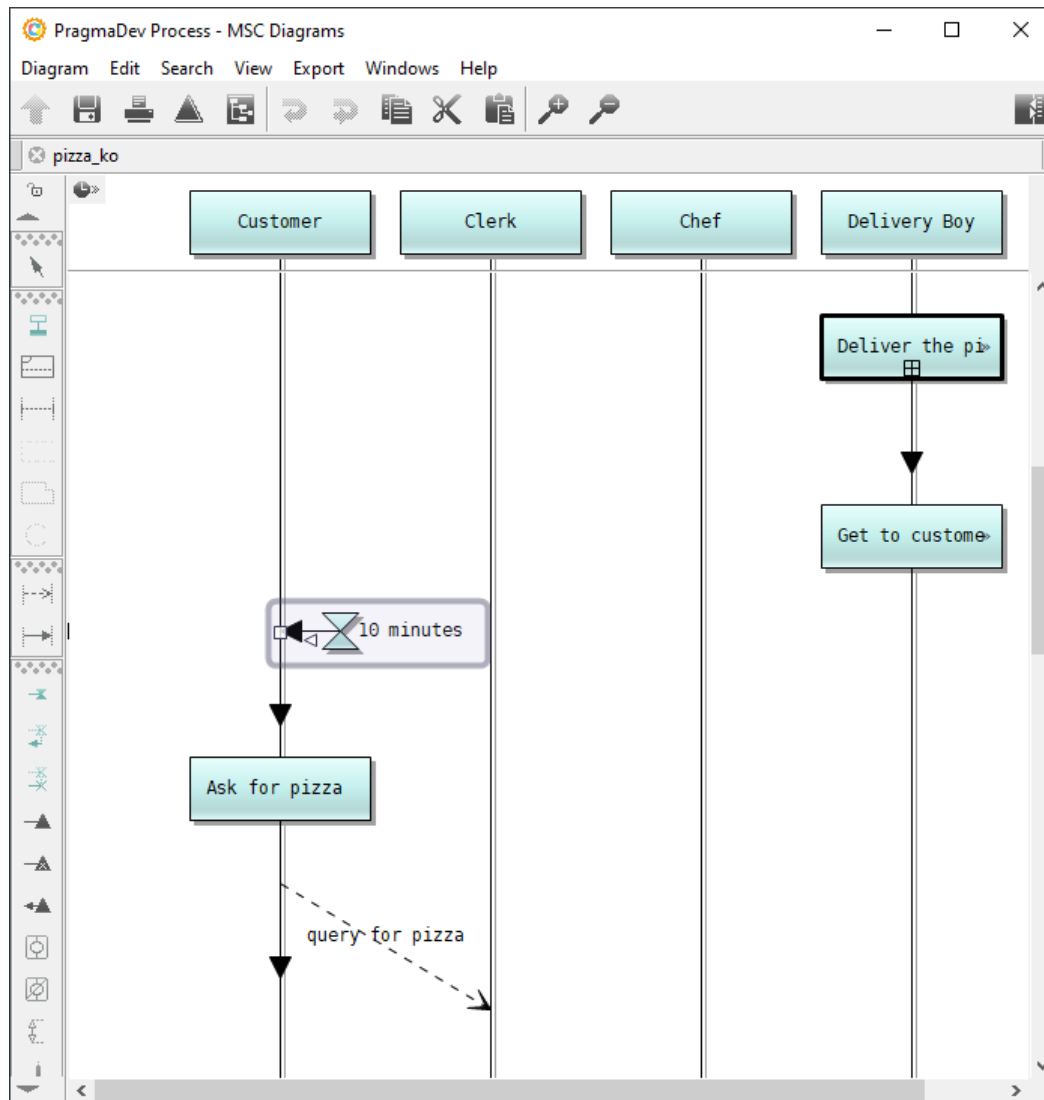 PragmaDev Process - MSC Diagrams
Diagram Edit Search View Export Windows Help
pizza_ko
Customer
Clerk
Chef
Delivery Boy
Deliver the pi»
Get to custome»
10 minutes
Ask for pizza
query for pizza